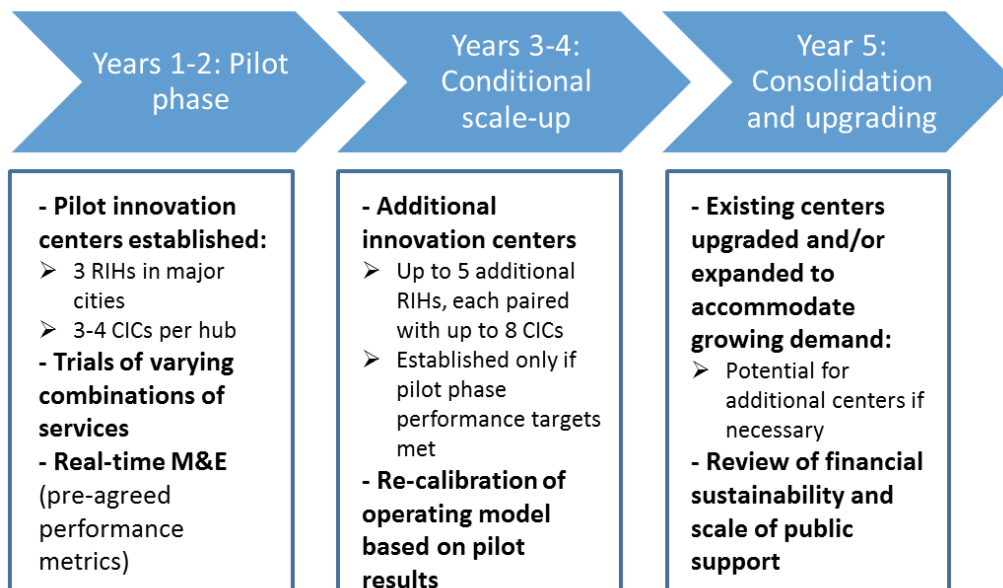 Years 1-2: Pilot
phase
Years 3-4:
Conditional
scale-up
Year 5:
Consolidation
and upgrading
- Pilot innovation
centers established:
➢ 3 RIHs in major
cities
➢ 3-4 CICs per hub
- Trials of varying
combinations of
services
- Real-time M&E
(pre-agreed
performance
metrics)
- Additional
innovation centers
➢ Up to 5 additional
RIHs, each paired
with up to 8 CICs
➢ Established only if
pilot phase
performance targets
met
- Re-calibration of
operating model
based on pilot
results
- Existing centers
upgraded and/or
expanded to
accommodate
growing demand:
➢ Potential for
additional centers if
necessary
- Review of financial
sustainability and
scale of public
support